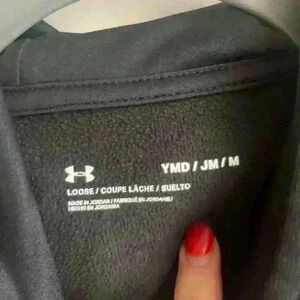 YMD / JM / M
LOOSE / COUPE LÂCHE / SUELTO
MADE IN JORDAN / FABRIQUÉ EN JORDANIE /
HECHO EN JORDANIA